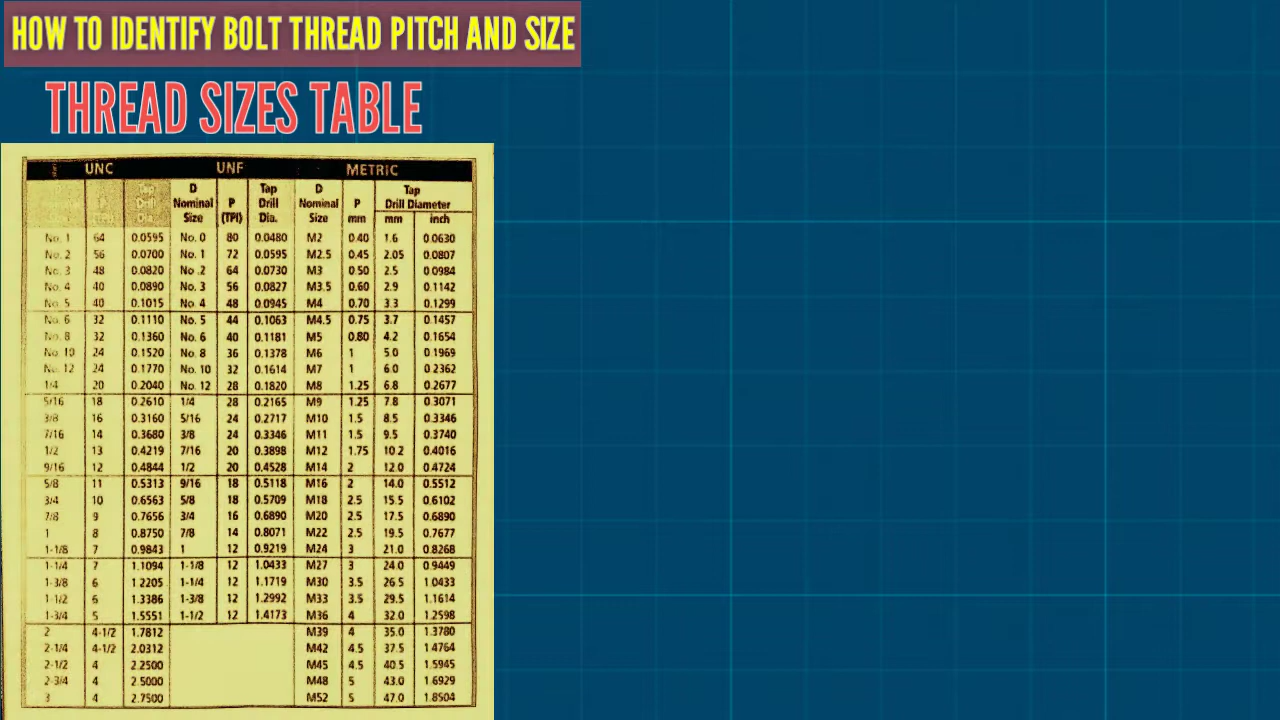 HOW TO IDENTIFY BOLT THREAD PITCH AND SIZE
THREAD SIZES TABLE
UNC UNF METRIC
Tap D Tap D Tap
Drill Nominal P Drill Nominal P Drill Diameter
(TPI) Dia. Size (TPI) Dia. Size mm mm inch
No. 1 64 0.0595 No. 0 80 0.0480 M2 0.40 1.6 0.0630
No. 2 56 0.0700 No. 1 72 0.0595 M2.5 0.45 2.05 0.0807
No. 3 48 0.0820 No .2 64 0.0730 M3 0.50 2.5 0.0984
No. 4 40 0.0890 No. 3 56 0.0827 M3.5 0.60 2.9 0.1142
No. 5 40 0.1015 No. 4 48 0.0945 M4 0.70 3.3 0.1299
No. 6 32 0.1110 No. 5 44 0.1063 M4.5 0.75 3.7 0.1457
No. 8 32 0.1360 No. 6 40 0.1181 M5 0.80 4.2 0.1654
No. 10 24 0.1520 No. 8 36 0.1378 M6 1 5.0 0.1969
No. 12 24 0.1770 No. 10 32 0.1614 M7 1 6.0 0.2362
1/4 20 0.2040 No. 12 28 0.1820 M8 1.25 6.8 0.2677
5/16 18 0.2610 1/4 28 0.2165 M9 1.25 7.8 0.3071
3/8 16 0.3160 5/16 24 0.2717 M10 1.5 8.5 0.3346
7/16 14 0.3680 3/8 24 0.3346 M11 1.5 9.5 0.3740
1/2 13 0.4219 7/16 20 0.3898 M12 1.75 10.2 0.4016
9/16 12 0.4844 1/2 20 0.4528 M14 2 12.0 0.4724
5/8 11 0.5313 9/16 18 0.5118 M16 2 14.0 0.5512
3/4 10 0.6563 5/8 18 0.5709 M18 2.5 15.5 0.6102
7/8 9 0.7656 3/4 16 0.6890 M20 2.5 17.5 0.6890
1 8 0.8750 7/8 14 0.8071 M22 2.5 19.5 0.7677
1-1/8 7 0.9843 1 12 0.9219 M24 3 21.0 0.8268
1-1/4 7 1.1094 1-1/8 12 1.0433 M27 3 24.0 0.9449
1-3/8 6 1.2205 1-1/4 12 1.1719 M30 3.5 26.5 1.0433
1-1/2 6 1.3386 1-3/8 12 1.2992 M33 3.5 29.5 1.1614
1-3/4 5 1.5551 1-1/2 12 1.4173 M36 4 32.0 1.2598
2 4-1/2 1.7812 M39 4 35.0 1.3780
2-1/4 4-1/2 2.0312 M42 4.5 37.5 1.4764
2-1/2 4 2.2500 M45 4.5 40.5 1.5945
2-3/4 4 2.5000 M48 5 43.0 1.6929
3 4 2.7500 M52 5 47.0 1.8504